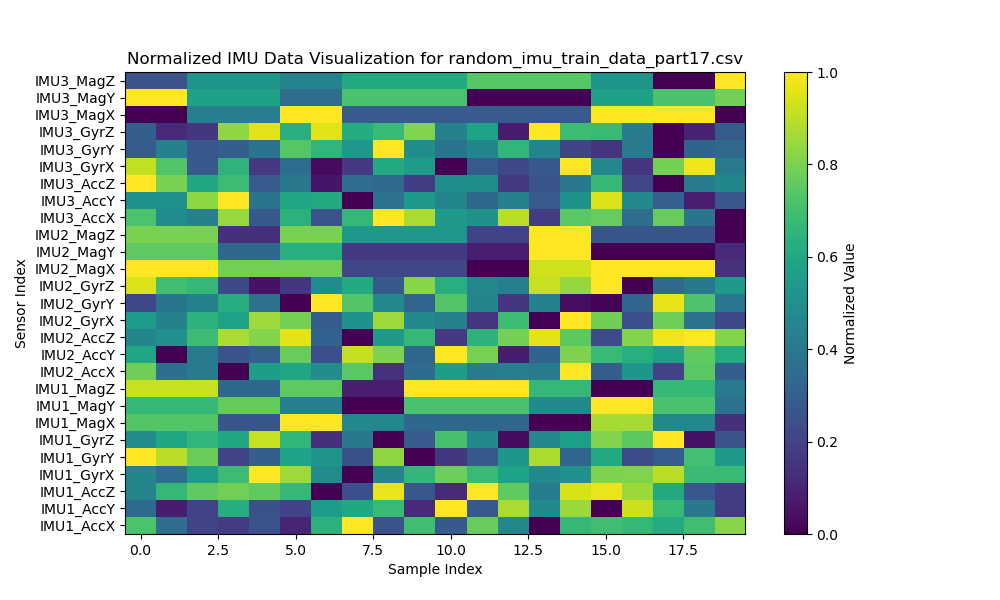 Normalized IMU Data Visualization for random_imu_train_data_part17.csv
IMU3_MagZ
IMU3_MagY
IMU3_MagX
IMU3_GyrZ
IMU3_GyrY
IMU3_GyrX
IMU3_AccZ
IMU3_AccY
IMU3_AccX
IMU2_MagZ
IMU2_MagY
IMU2_MagX
IMU2_GyrZ
IMU2_GyrY
IMU2_GyrX
IMU2_AccZ
IMU2_AccY
IMU2_AccX
IMU1_MagZ
IMU1_MagY
IMU1_MagX
IMU1_GyrZ
IMU1_GyrY
IMU1_GyrX
IMU1_AccZ
IMU1_AccY
IMU1_AccX
Sensor Index
0.0 2.5 5.0 7.5 10.0 12.5 15.0 17.5
Sample Index
1.0
0.8
0.6
0.4
0.2
0.0
Normalized Value